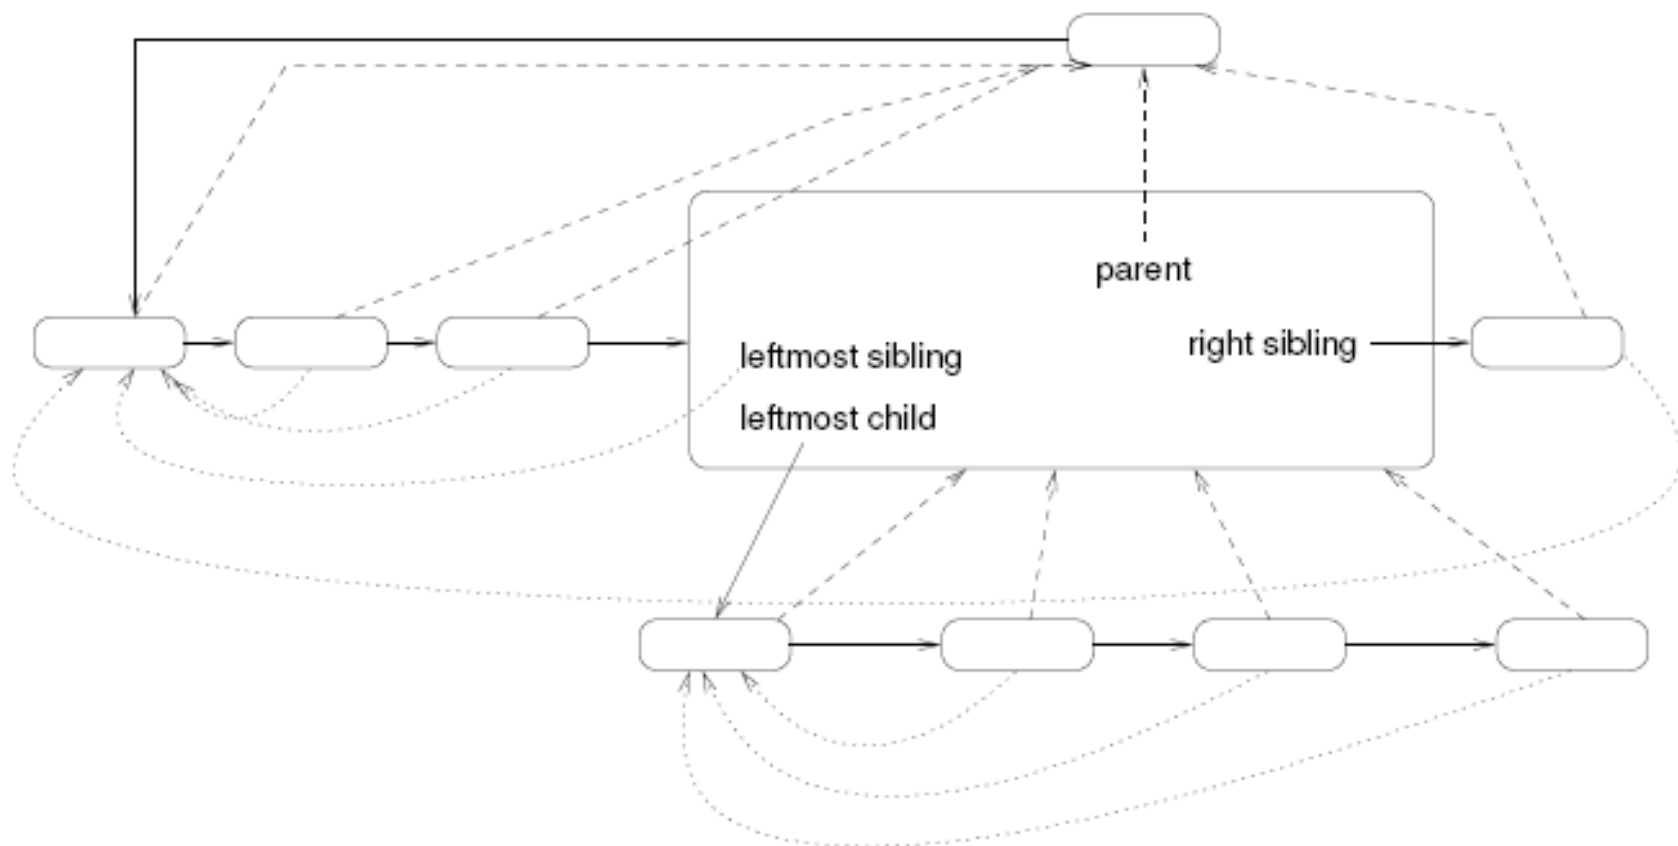 parent
right sibling
leftmost sibling
leftmost child